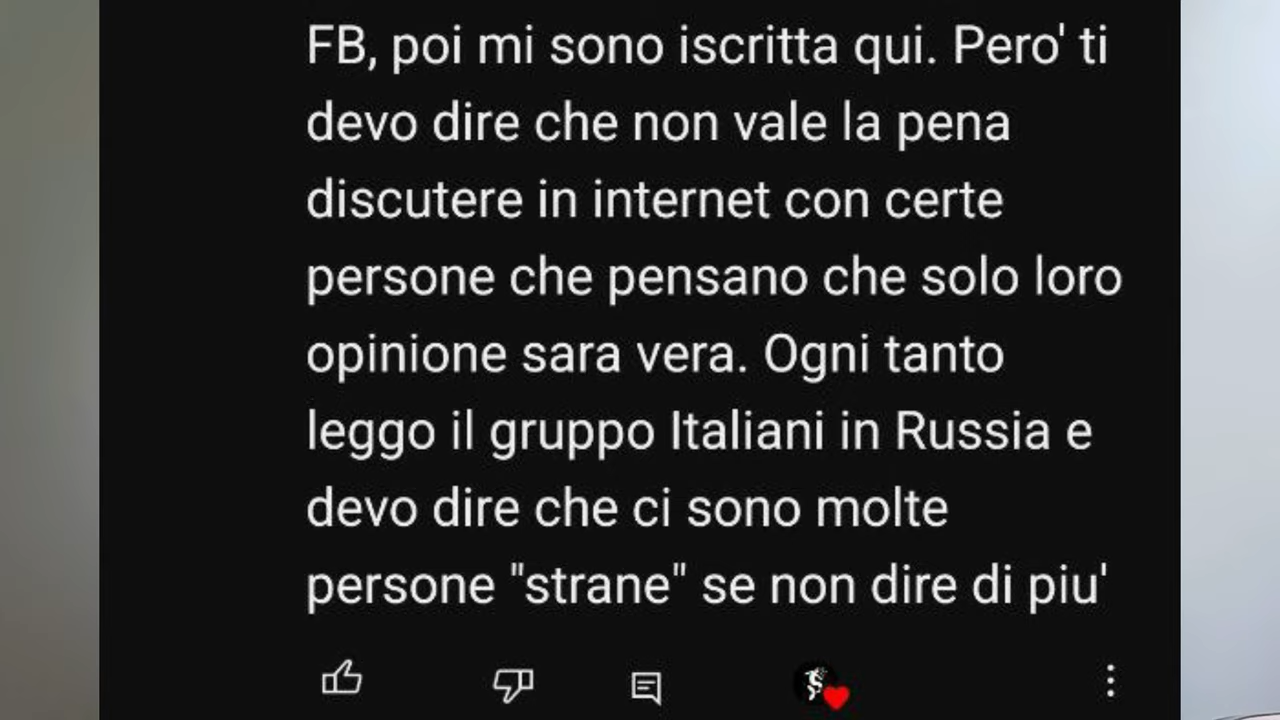 FB, poi mi sono iscritta qui. Pero' ti
devo dire che non vale la pena
discutere in internet con certe
persone che pensano che solo loro
opinione sara vera. Ogni tanto
leggo il gruppo Italiani in Russia e
devo dire che ci sono molte
persone "strane" se non dire di piu'